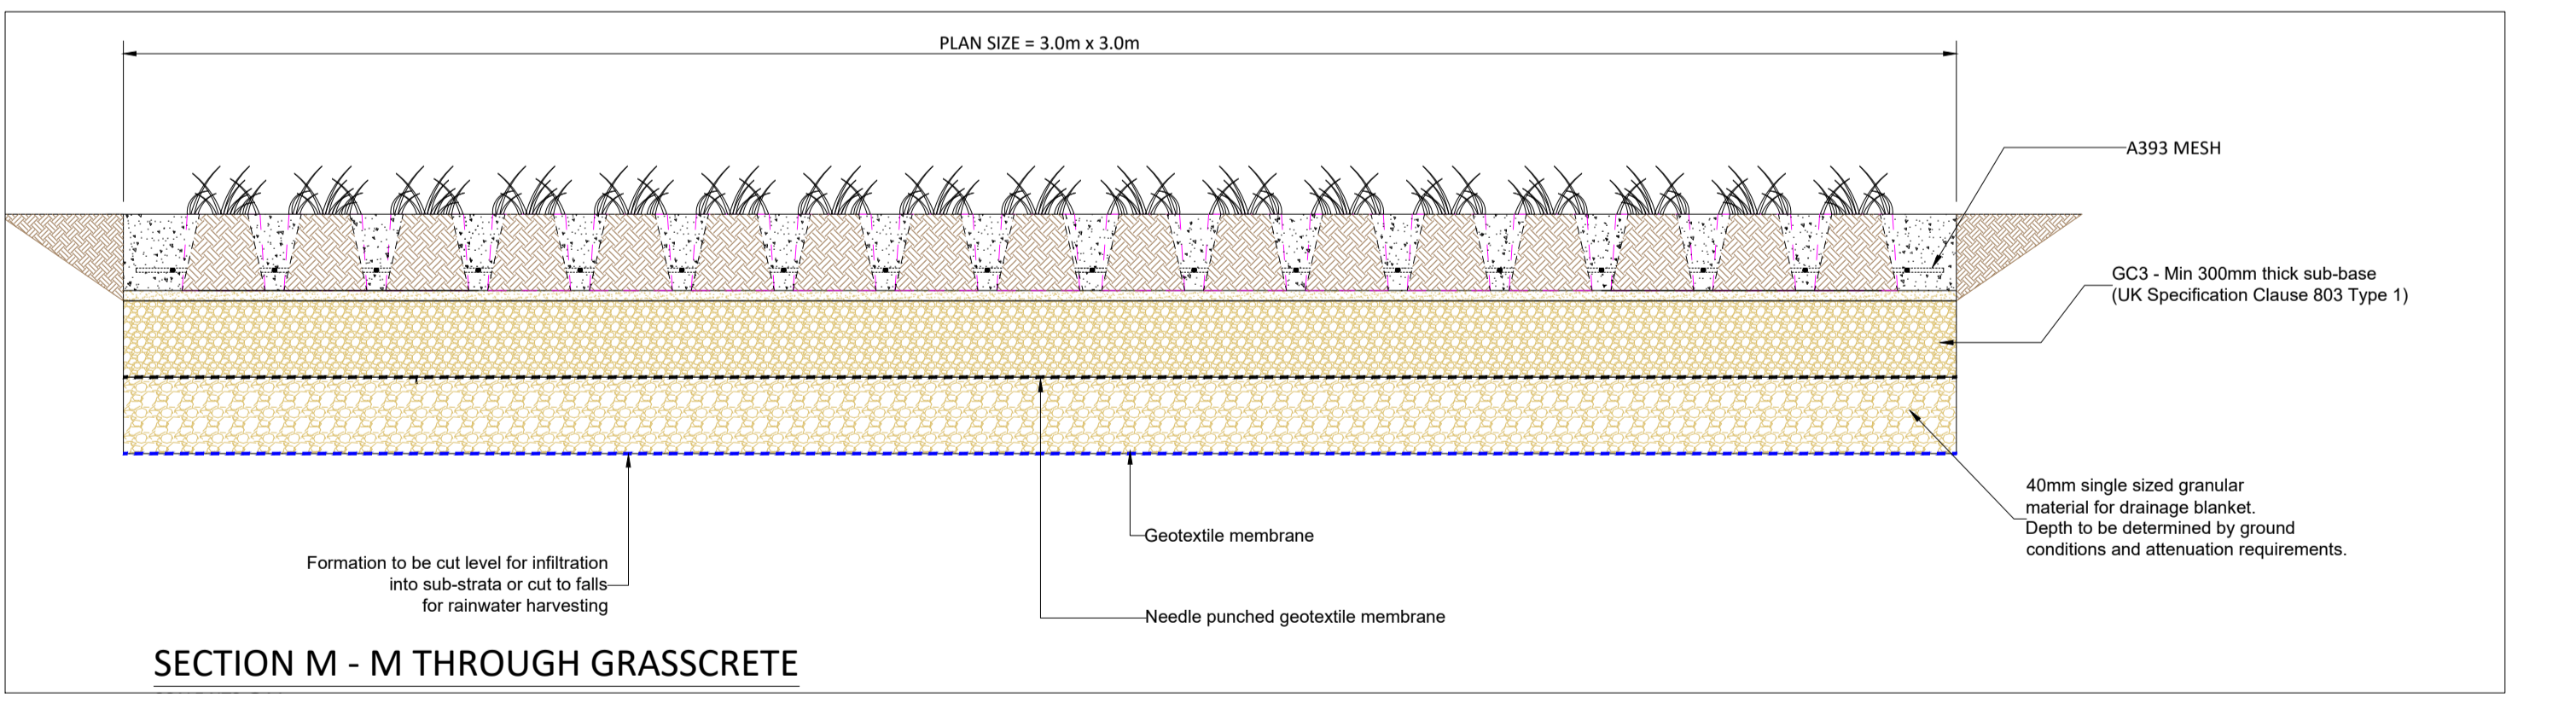 PLAN SIZE = 3.0m x 3.0m
A393 MESH
GC3 - Min 300mm thick sub-base
(UK Specification Clause 803 Type 1)
40mm single sized granular
material for drainage blanket.
Depth to be determined by ground
conditions and attenuation requirements.
Geotextile membrane
Formation to be cut level for infiltration
into sub-strata or cut to falls
for rainwater harvesting
Needle punched geotextile membrane
SECTION M - M THROUGH GRASSCRETE